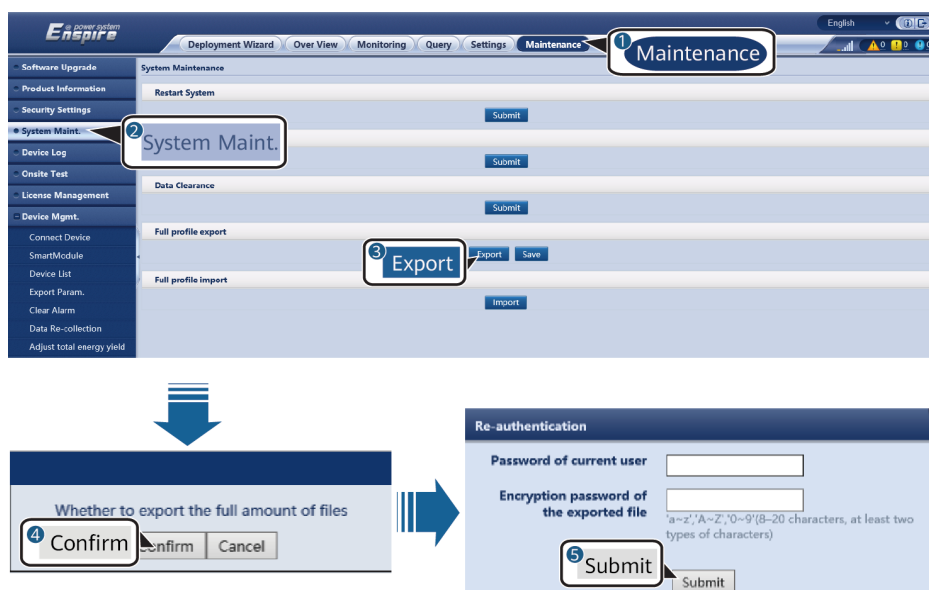 Enspire
e power system
English
Deployment Wizard Over View Monitoring Query Settings Maintenance
1 Maintenance
0 0
Software Upgrade
Product Information
Security Settings
System Maint.
Device Log
Onsite Test
License Management
Device Mgmt.
Connect Device
SmartModule
Device List
Export Param.
Clear Alarm
Data Re-collection
Adjust total energy yield
System Maintenance
Restart System
Submit
2 System Maint.
Submit
Data Clearance
Submit
Full profile export
3 Export
Export Save
Full profile import
Import
Whether to export the full amount of files
4 Confirm
Confirm Cancel
Re-authentication
Password of current user
Encryption password of
the exported file
'a~z','A~Z','0~9'(8–20 characters, at least two
types of characters)
5 Submit
Submit